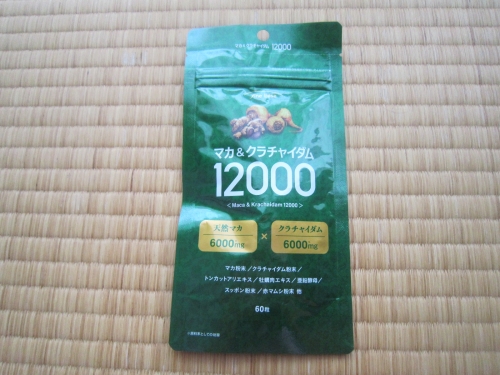 マカ&クラチャイダム 12000
マカ&クラチャイダム
12000
< Maca & Krachaidam 12000 >
天然マカ
6000mg
×
クラチャイダム
6000mg
マカ粉末/クラチャイダム粉末/
トンカットアリエキス/牡蠣肉エキス/亜鉛酵母/
スッポン粉末/赤マムシ粉末 他
60粒